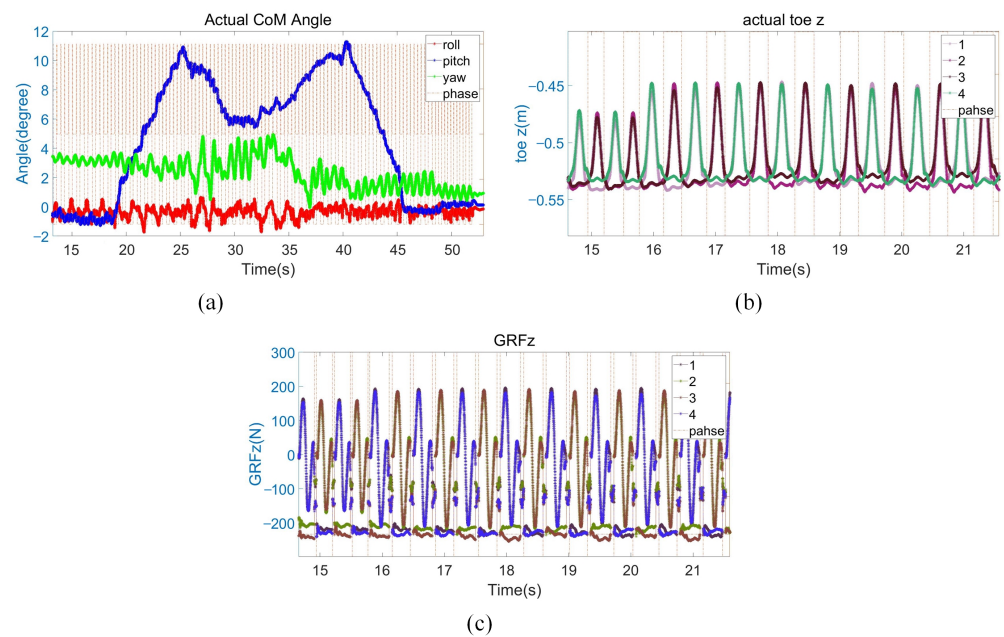 Actual CoM Angle
12
10
8
6
4
2
0
−2
Angle(degree)
roll
pitch
yaw
phase
15 20 25 30 35 40 45 50
Time(s)
(a)
actual toe z
−0.45
−0.5
−0.55
toe z(m)
1
2
3
4
pahse
15 16 17 18 19 20 21
Time(s)
(b)
GRFz
300
200
100
0
−100
−200
GRFz(N)
1
2
3
4
pahse
15 16 17 18 19 20 21
Time(s)
(c)